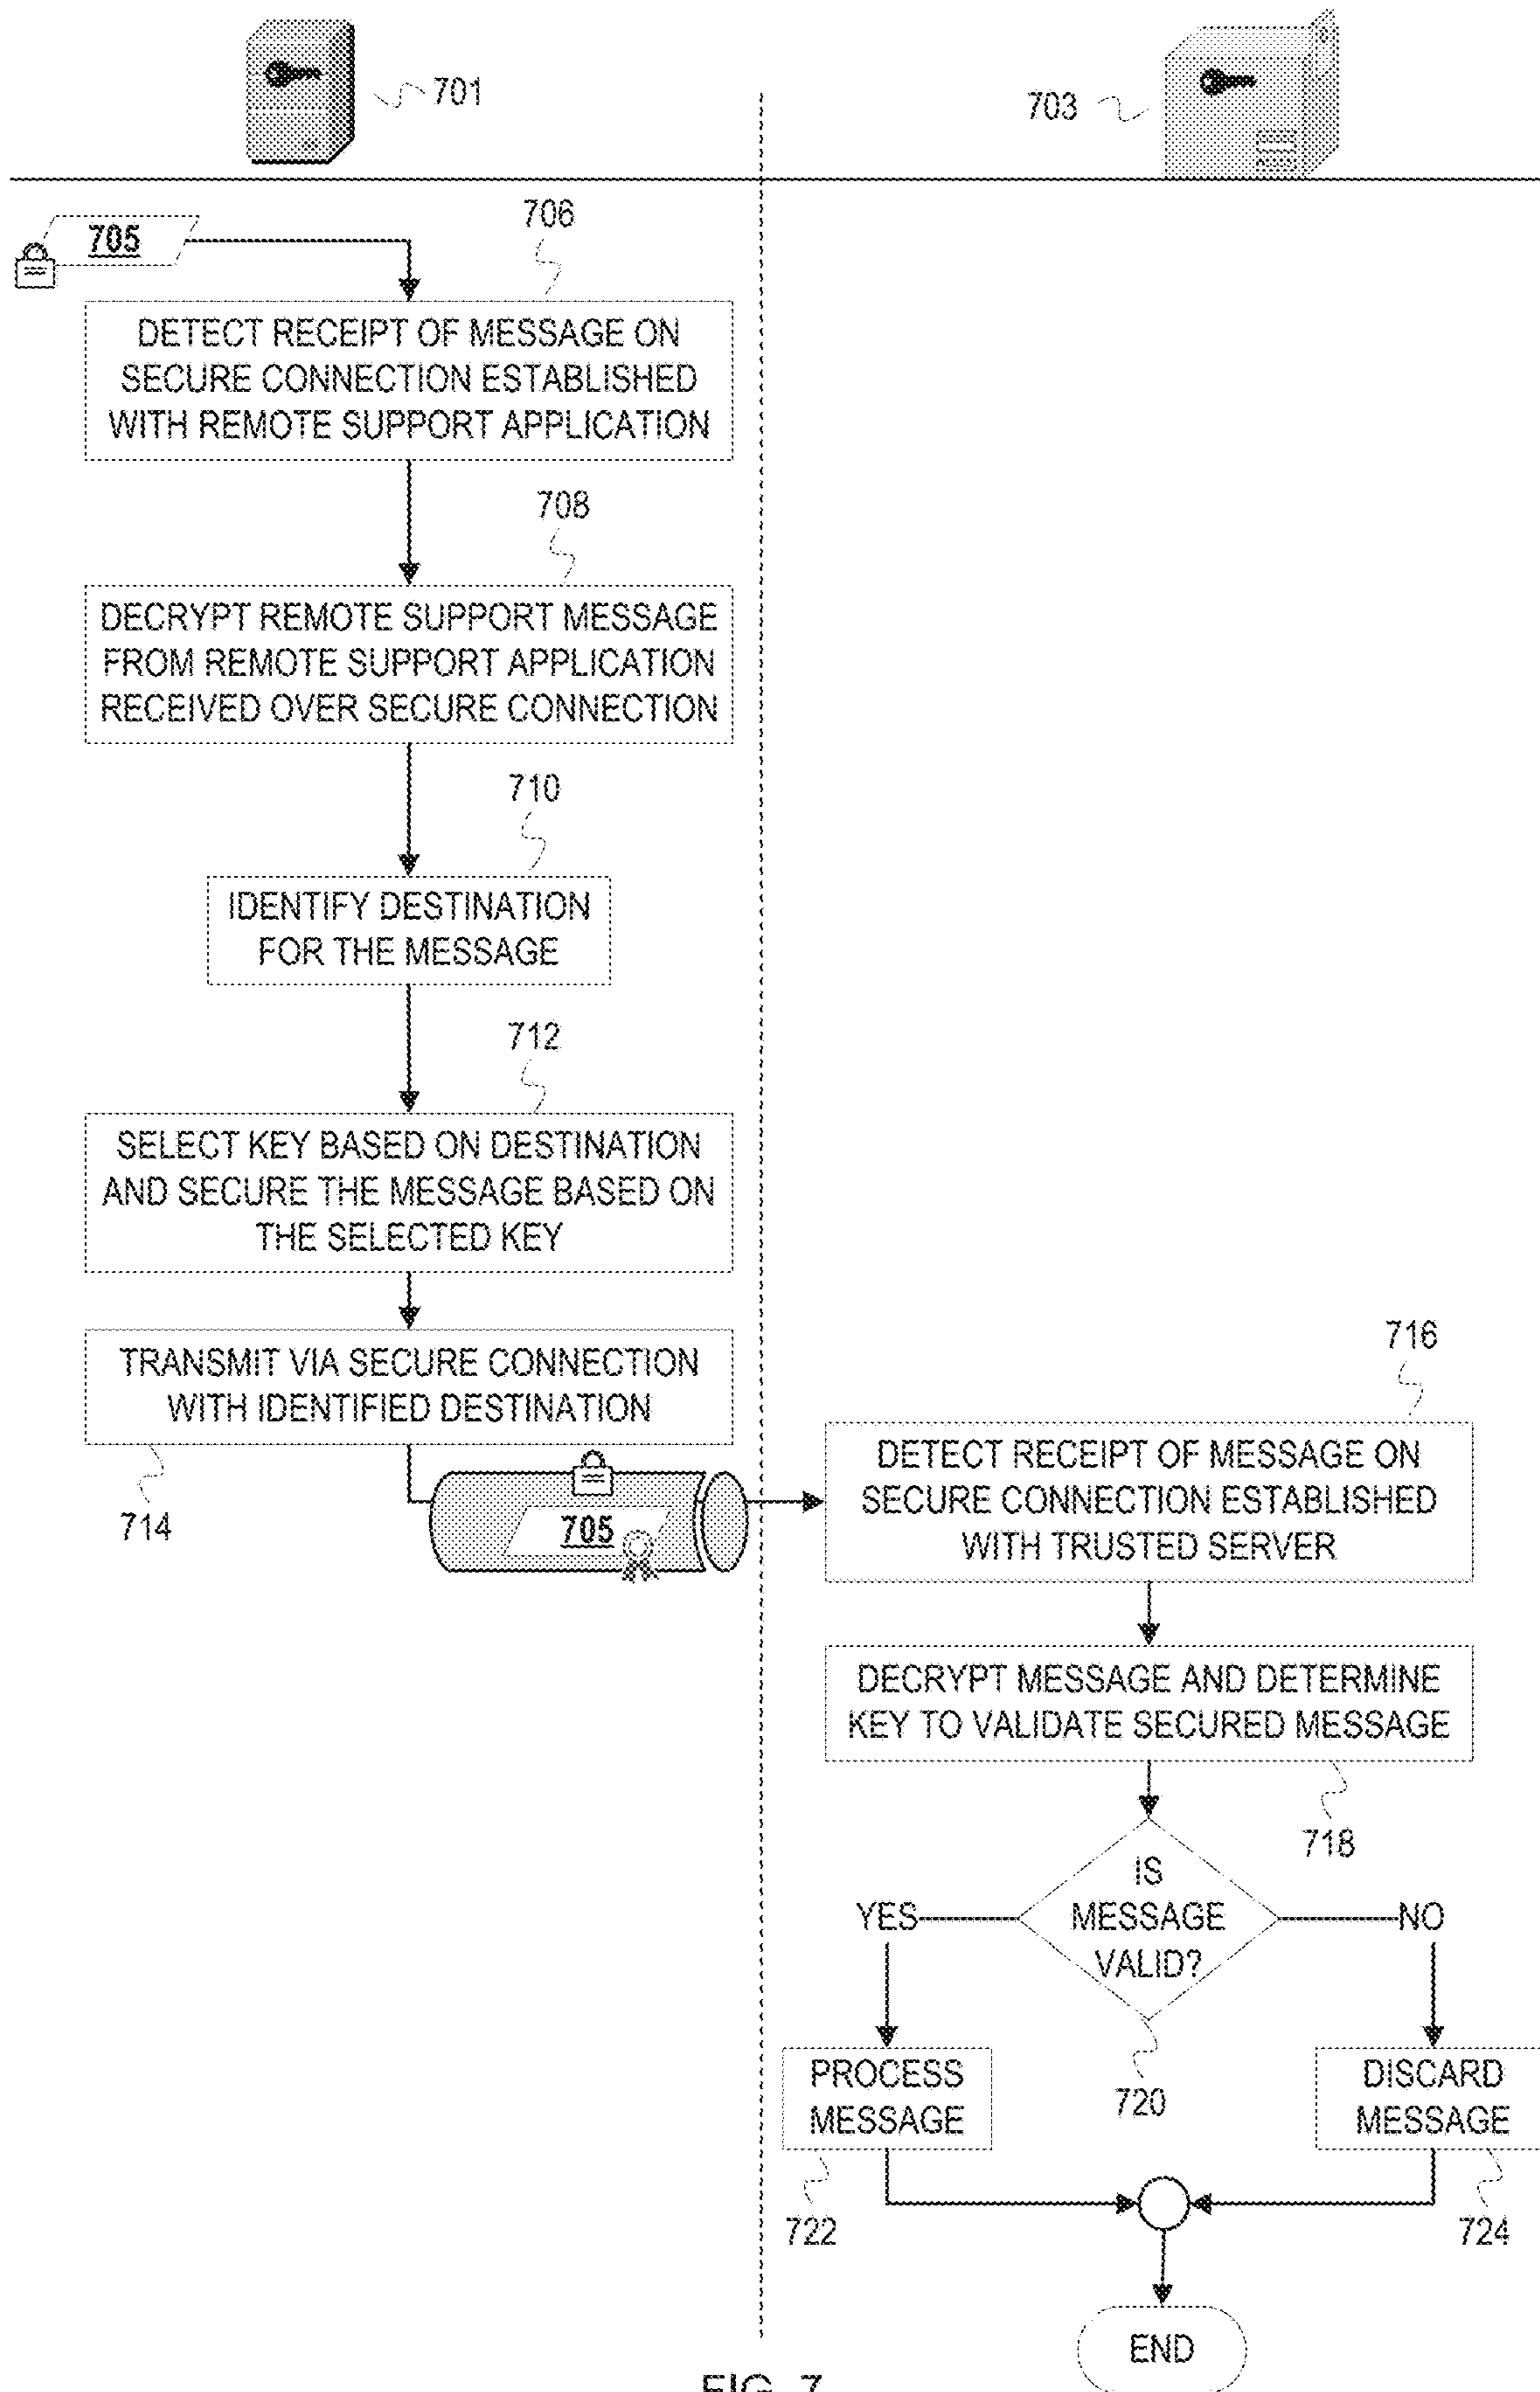 701
703
705
706
DETECT RECEIPT OF MESSAGE ON
SECURE CONNECTION ESTABLISHED
WITH REMOTE SUPPORT APPLICATION
708
DECRYPT REMOTE SUPPORT MESSAGE
FROM REMOTE SUPPORT APPLICATION
RECEIVED OVER SECURE CONNECTION
710
IDENTIFY DESTINATION
FOR THE MESSAGE
712
SELECT KEY BASED ON DESTINATION
AND SECURE THE MESSAGE BASED ON
THE SELECTED KEY
TRANSMIT VIA SECURE CONNECTION
WITH IDENTIFIED DESTINATION
714
705
716
DETECT RECEIPT OF MESSAGE ON
SECURE CONNECTION ESTABLISHED
WITH TRUSTED SERVER
DECRYPT MESSAGE AND DETERMINE
KEY TO VALIDATE SECURED MESSAGE
718
IS
MESSAGE
VALID?
YES
NO
720
PROCESS
MESSAGE
722
DISCARD
MESSAGE
724
END
FIG. 7